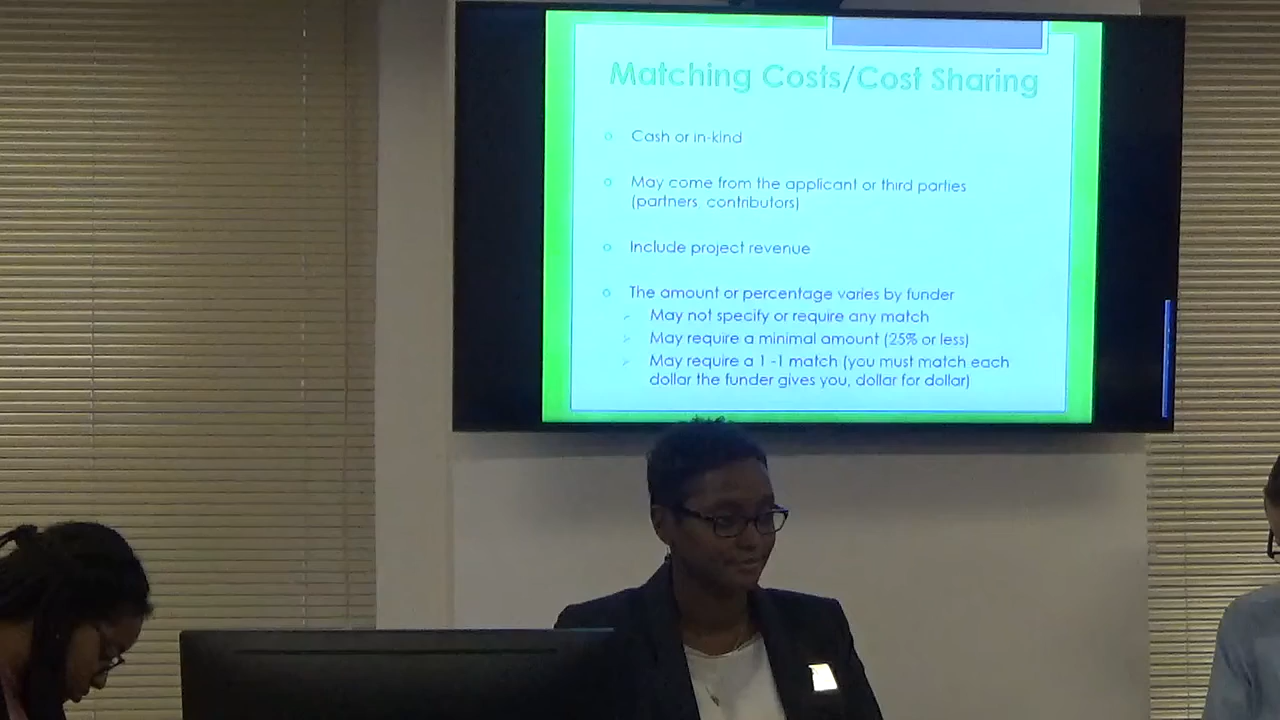 Matching Costs/Cost Sharing
Cash or in-kind
May come from the applicant or third parties
(partners contributors)
Include project revenue
The amount or percentage varies by funder
May not specify or require any match
May require a minimal amount (25% or less)
May require a 1 -1 match (you must match each
dollar the funder gives you, dollar for dollar)